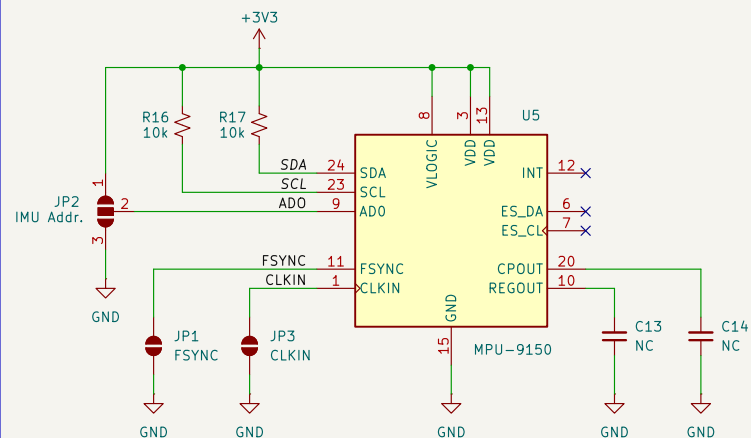 +3V3
R16
10k
R17
10k
U5
8
3
13
VLOGIC
VDD
VDD
SDA
24
SDA
SCL
23
SCL
ADO
9
ADO
INT
12
ES_DA
6
ES_CL
7
JP2
IMU Addr.
1
2
3
GND
FSYNC
11
FSYNC
CLKIN
1
CLKIN
CPOUT
20
REGOUT
10
GND
15
MPU-9150
JP1
FSYNC
JP3
CLKIN
C13
NC
C14
NC
GND
GND
GND
GND
GND